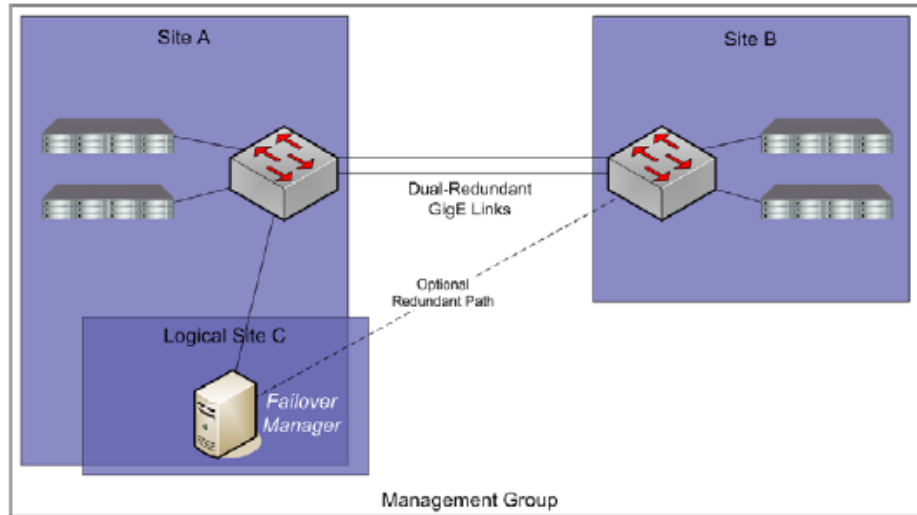 Site A
Site B
Dual-Redundant
GigE Links
Optional
Redundant Path
Logical Site C
Failover
Manager
Management Group